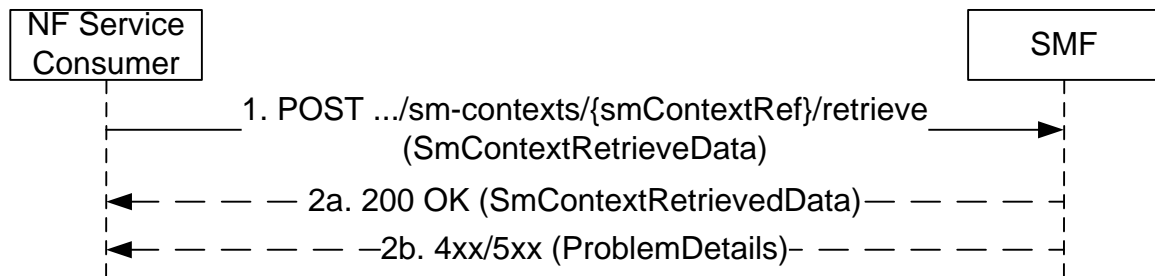 NF Service
Consumer
SMF
1. POST .../sm-contexts/{smContextRef}/retrieve
(SmContextRetrieveData)
2a. 200 OK (SmContextRetrievedData)
2b. 4xx/5xx (ProblemDetails)